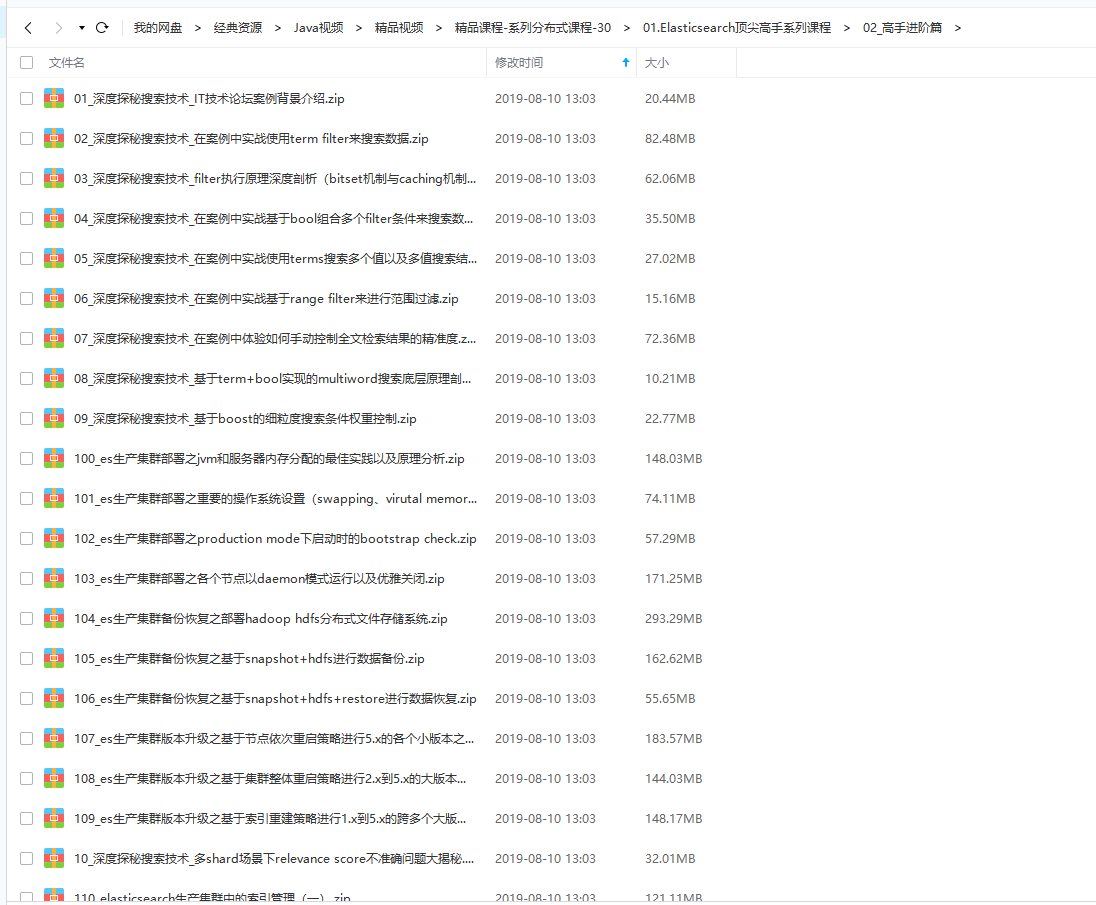 我的网盘 > 经典资源 > Java视频 > 精品视频 > 精品课程-系列分布式课程-30 > 01.Elasticsearch顶尖高手系列课程 > 02_高手进阶篇 >
文件名 修改时间 大小
01_深度探秘搜索技术_IT技术论坛案例背景介绍.zip 2019-08-10 13:03 20.44MB
02_深度探秘搜索技术_在案例中实战使用term filter来搜索数据.zip 2019-08-10 13:03 82.48MB
03_深度探秘搜索技术_filter执行原理深度剖析（bitset机制与caching机制... 2019-08-10 13:03 62.06MB
04_深度探秘搜索技术_在案例中实战基于bool组合多个filter条件来搜索数... 2019-08-10 13:03 35.50MB
05_深度探秘搜索技术_在案例中实战使用terms搜索多个值以及多值搜索结... 2019-08-10 13:03 27.02MB
06_深度探秘搜索技术_在案例中实战基于range filter来进行范围过滤.zip 2019-08-10 13:03 15.16MB
07_深度探秘搜索技术_在案例中体验如何手动控制全文检索结果的精准度.z... 2019-08-10 13:03 72.36MB
08_深度探秘搜索技术_基于term+bool实现的multiword搜索底层原理剖... 2019-08-10 13:03 10.21MB
09_深度探秘搜索技术_基于boost的细粒度搜索条件权重控制.zip 2019-08-10 13:03 22.77MB
100_es生产集群部署之jvm和服务器内存分配的最佳实践以及原理分析.zip 2019-08-10 13:03 148.03MB
101_es生产集群部署之重要的操作系统设置（swapping、virutal memor... 2019-08-10 13:03 74.11MB
102_es生产集群部署之production mode下启动时的bootstrap check.zip 2019-08-10 13:03 57.29MB
103_es生产集群部署之各个节点以daemon模式运行以及优雅关闭.zip 2019-08-10 13:03 171.25MB
104_es生产集群备份恢复之部署hadoop hdfs分布式文件存储系统.zip 2019-08-10 13:03 293.29MB
105_es生产集群备份恢复之基于snapshot+hdfs进行数据备份.zip 2019-08-10 13:03 162.62MB
106_es生产集群备份恢复之基于snapshot+hdfs+restore进行数据恢复.zip 2019-08-10 13:03 55.65MB
107_es生产集群版本升级之基于节点依次重启策略进行5.x的各个小版本之... 2019-08-10 13:03 183.57MB
108_es生产集群版本升级之基于集群整体重启策略进行2.x到5.x的大版本... 2019-08-10 13:03 144.03MB
109_es生产集群版本升级之基于索引重建策略进行1.x到5.x的跨多个大版... 2019-08-10 13:03 148.17MB
10_深度探秘搜索技术_多shard场景下relevance score不准确问题大揭秘.... 2019-08-10 13:03 32.01MB
110_elasticsearch生产集群中的索引管理（一）.zip 2019-08-10 13:03 121.11MB